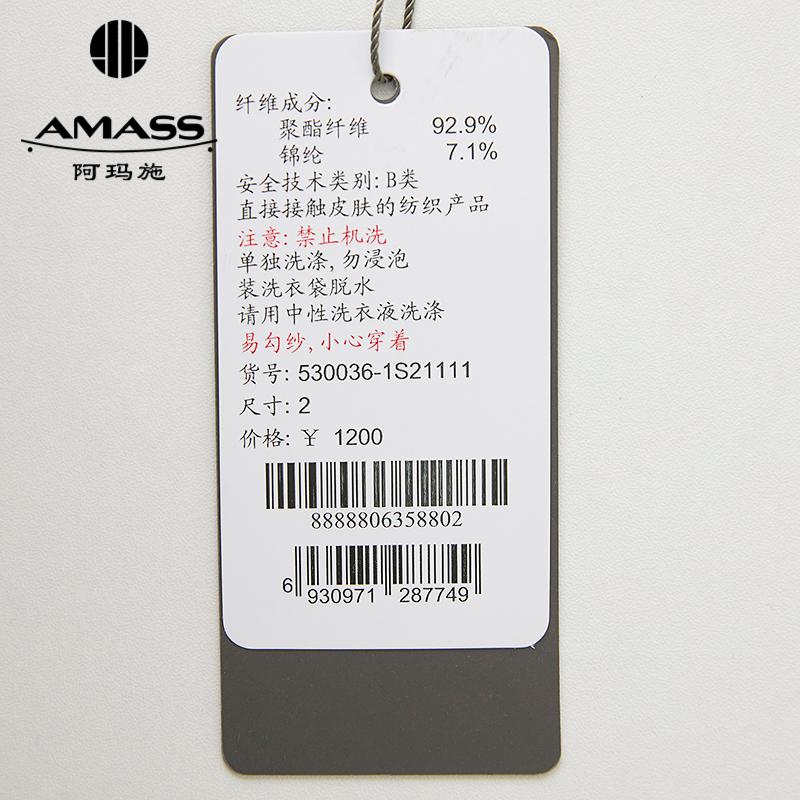 AMASS
阿玛施
纤维成分:
聚酯纤维 92.9%
锦纶 7.1%
安全技术类别: B类
直接接触皮肤的纺织产品
注意: 禁止机洗
单独洗涤, 勿浸泡
装洗衣袋脱水
请用中性洗衣液洗涤
易勾纱, 小心穿着
货号: 530036-1S21111
尺寸: 2
价格: ¥ 1200
8888806358802
6 930971 287749